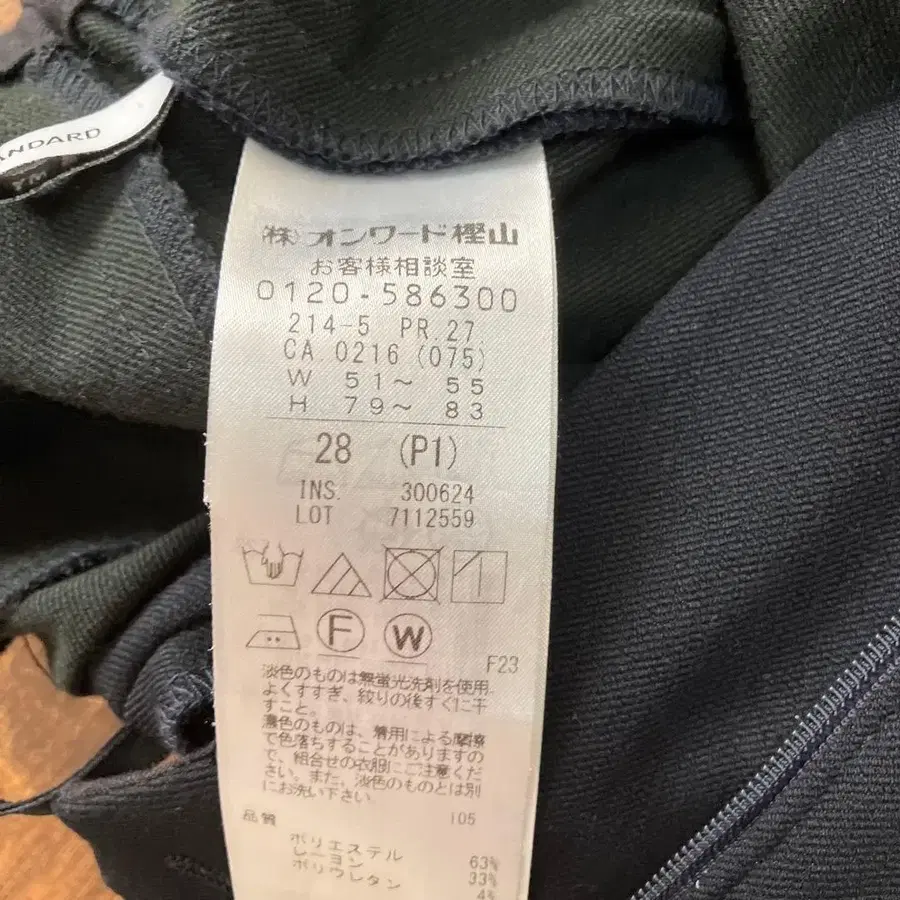 ANDARD
㈱オンワード樫山
お客様相談室
0120-586300
214-5 PR.27
CA.0216 (075)
W 51〜 55
H 79〜 83
28 (P1)
INS. 300624
LOT 7112559
F W
F23
淡色のものは無蛍光洗剤を使用。
よくすすぎ、絞りの後すぐに干
すこと。
濃色のものは、着用による摩擦
で色落ちすることがありますの
で、組合せの衣服にご注意くだ
さい。また、淡色のものとは別
にお洗い下さい。
品質 105
ポリエステル 63%
レーヨン 33%
ポリウレタン 4%